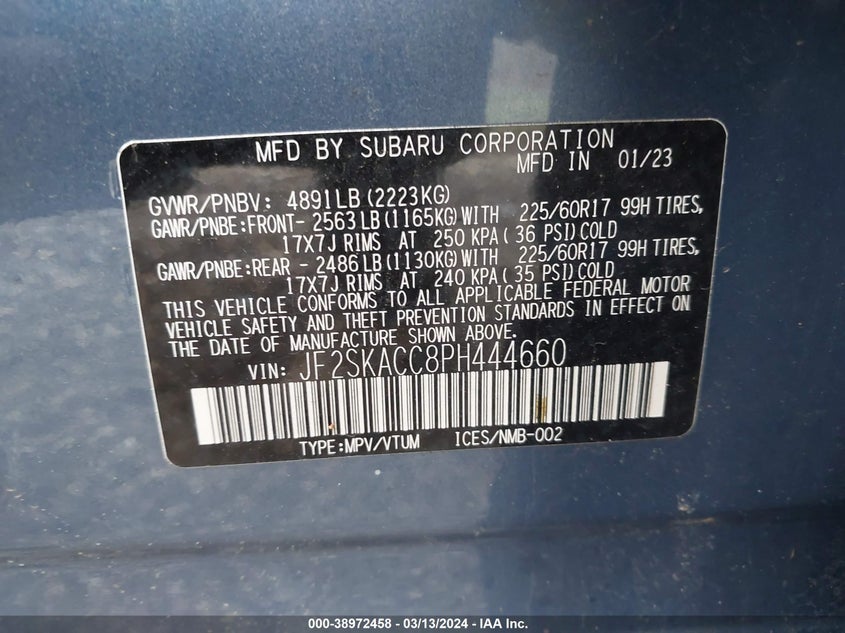 MFD BY SUBARU CORPORATION
MFD IN 01/23
GVWR/PNBV: 4891LB(2223KG)
GAWR/PNBE:FRONT- 2563LB(1165KG)WITH 225/60R17 99H TIRES,
17X7J RIMS AT 250 KPA( 36 PSI)COLD
GAWR/PNBE:REAR - 2486LB(1130KG)WITH 225/60R17 99H TIRES,
17X7J RIMS AT 240 KPA( 35 PSI)COLD
THIS VEHICLE CONFORMS TO ALL APPLICABLE FEDERAL MOTOR
VEHICLE SAFETY AND THEFT PREVENTION STANDARDS IN EFFECT ON
THE DATE OF MANUFACTURE SHOWN ABOVE.
VIN: JF2SKACC8PH444660
TYPE:MPV/VTUM ICES/NMB-002
000-38972458 - 03/13/2024 - IAA